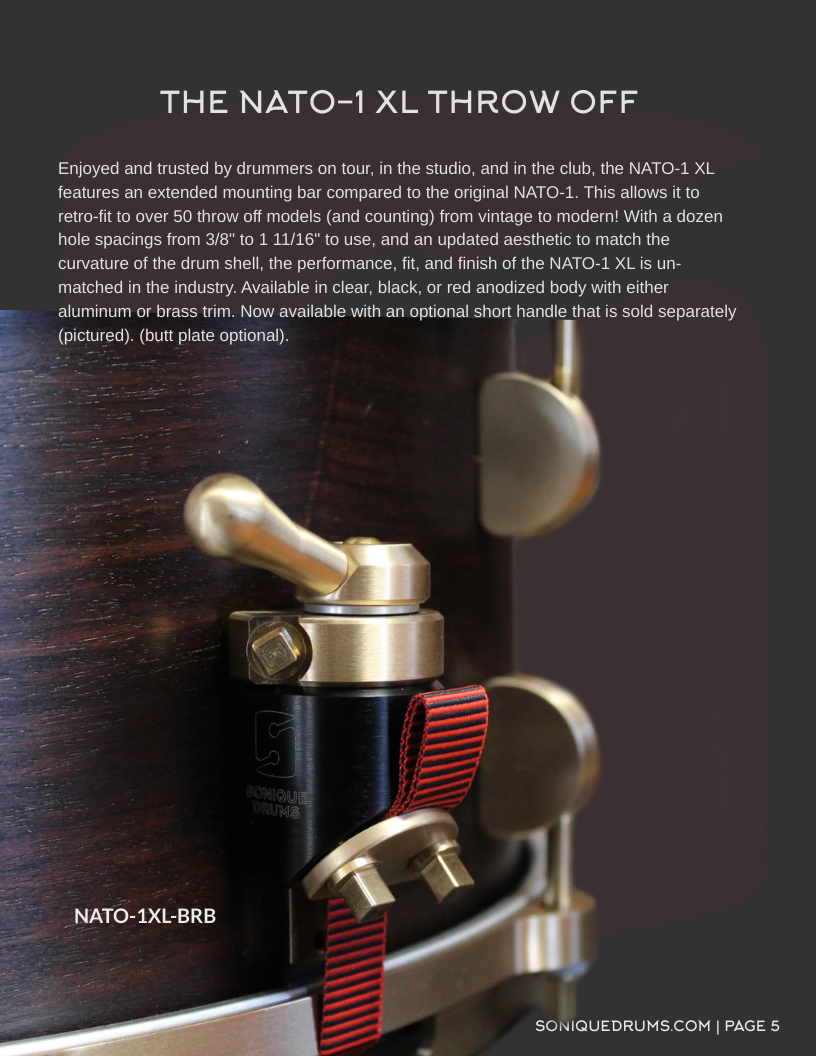 THE NATO-1 XL THROW OFF
Enjoyed and trusted by drummers on tour, in the studio, and in the club, the NATO-1 XL
features an extended mounting bar compared to the original NATO-1. This allows it to
retro-fit to over 50 throw off models (and counting) from vintage to modern! With a dozen
hole spacings from 3/8" to 1 11/16" to use, and an updated aesthetic to match the
curvature of the drum shell, the performance, fit, and finish of the NATO-1 XL is un-
matched in the industry. Available in clear, black, or red anodized body with either
aluminum or brass trim. Now available with an optional short handle that is sold separately
(pictured). (butt plate optional).
SONIQUE
DRUMS
NATO-1XL-BRB
SONIQUEDRUMS.COM | PAGE 5